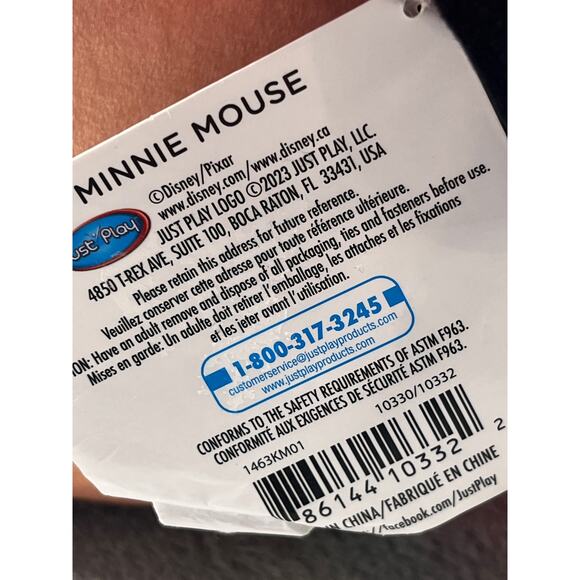 MINNIE MOUSE
©Disney/Pixar
www.disney.com/www.disney.ca
JUST PLAY LOGO ©2023 JUST PLAY, LLC.
ust Play
4850 T-REX AVE, SUITE 100, BOCA RATON, FL 33431, USA
Please retain this address for future reference.
Veuillez conserver cette adresse pour toute référence ultérieure.
ON: Have an adult remove and dispose of all packaging, ties and fasteners before use.
Mises en garde: Un adulte doit retirer l'emballage, les attaches et les fixations
et les jeter avant l'utilisation.
1-800-317-3245
customerservice@justplayproducts.com
www.justplayproducts.com
CONFORMS TO THE SAFETY REQUIREMENTS OF ASTM F963.
CONFORMITÉ AUX EXIGENCES DE SÉCURITÉ ASTM F963.
1463KM01 10330/10332
86144 10332 2
IN CHINA/FABRIQUÉ EN CHINE
facebook.com/JustPlay